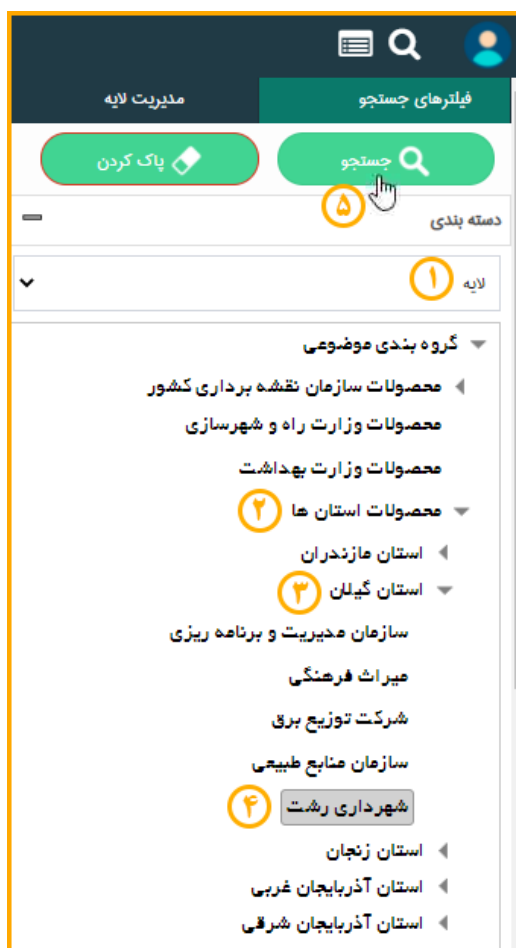 فیلترهای جستجو
مدیریت لایه
جستجو
پاک کردن
۵
دسته بندی
لایه ۱
گروه بندی موضوعی
محصولات سازمان نقشه برداری کشور
محصولات وزارت راه و شهرسازی
محصولات وزارت بهداشت
محصولات استان ها ۲
استان مازندران
استان گیلان ۳
سازمان مدیریت و برنامه ریزی
میراث فرهنگی
شرکت توزیع برق
سازمان منابع طبیعی
شهرداری رشت ۴
استان زنجان
استان آذربایجان غربی
استان آذربایجان شرقی